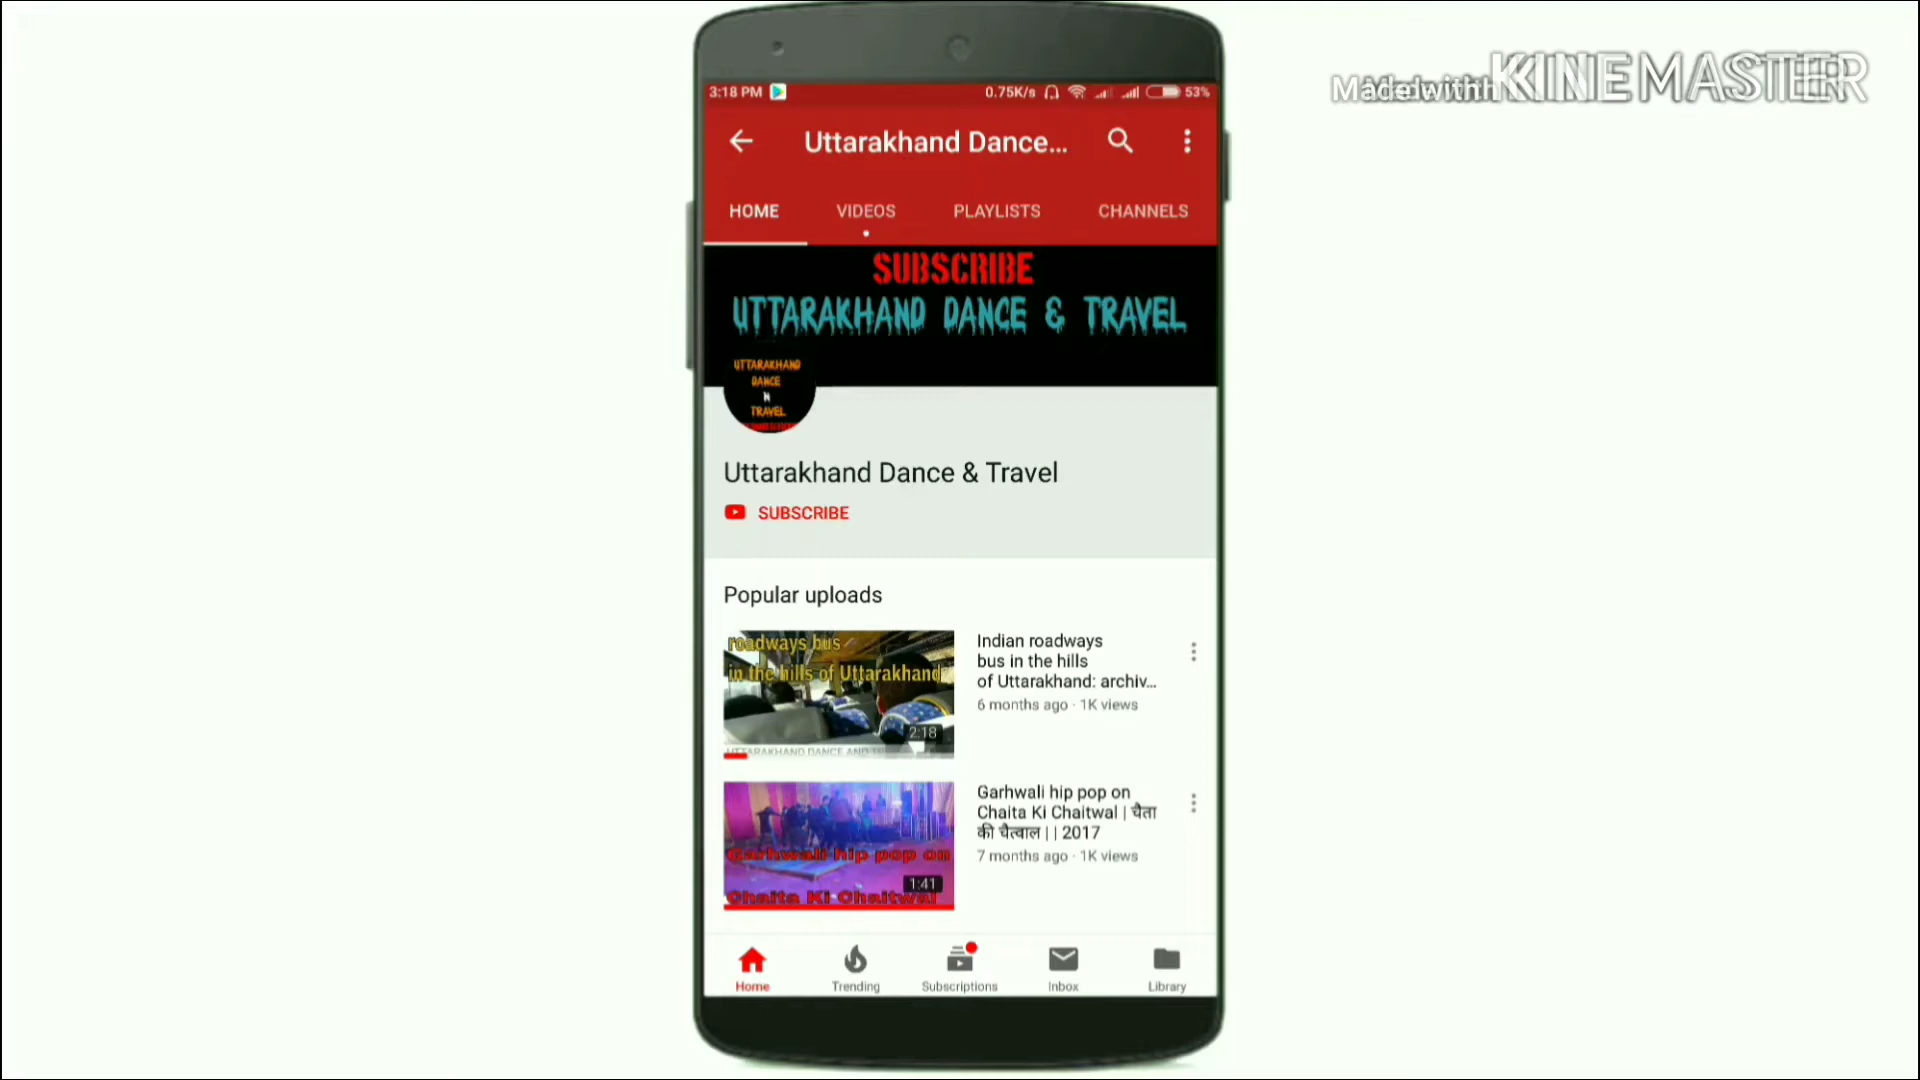 Made with KINEMASTER
3:18 PM 0.75K/s 53%
Uttarakhand Dance...
HOME VIDEOS PLAYLISTS CHANNELS
SUBSCRIBE
UTTARAKHAND DANCE & TRAVEL
UTTARAKHAND
DANCE
N
TRAVEL
Uttarakhand Dance & Travel
SUBSCRIBE
Popular uploads
roadways bus
in the hills of Uttarakhand
2:18
UTTARAKHAND DANCE AND
Indian roadways
bus in the hills
of Uttarakhand: archiv...
6 months ago · 1K views
Garhwali hip pop on
1:41
Chaita Ki Chaitwal
Garhwali hip pop on
Chaita Ki Chaitwal | चैता
की चैत्वाल | | 2017
7 months ago · 1K views
Home Trending Subscriptions Inbox Library